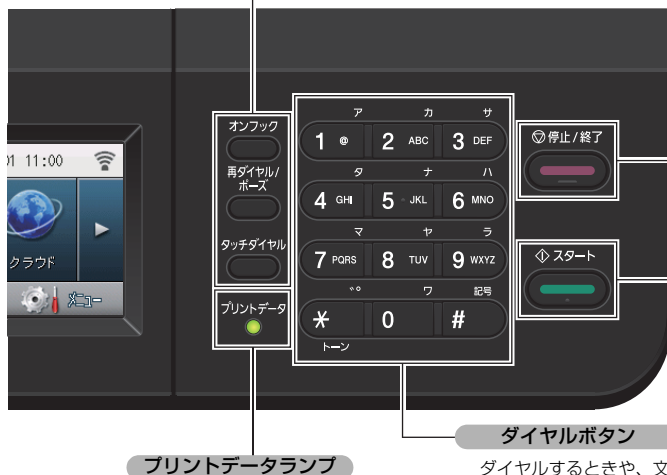 01 11:00
クラウド
メニュー
オンフック
再ダイヤル/
ポーズ
タッチダイヤル
プリントデータ
ア カ サ
1 @ 2 ABC 3 DEF
タ ナ ハ
4 GHI 5 JKL 6 MNO
マ ヤ ラ
7 PQRS 8 TUV 9 WXYZ
゛゜ ワ 記号
* 0 #
トーン
停止/終了
スタート
ダイヤルボタン
ダイヤルするときや、文
プリントデータランプ